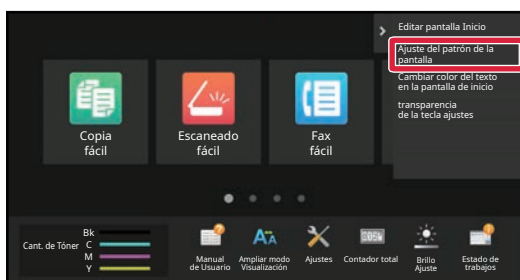 Editar pantalla Inicio
Ajuste del patrón de la
pantalla
Cambiar color del texto
en la pantalla de inicio
transparencia
de la tecla ajustes
Copia
fácil
Escaneado
fácil
Fax
fácil
Cant. de Tóner
Bk
C
M
Y
Manual
de Usuario
Ampliar modo
Visualización
Ajustes
Contador total
Brillo
Ajuste
Estado de
trabajos